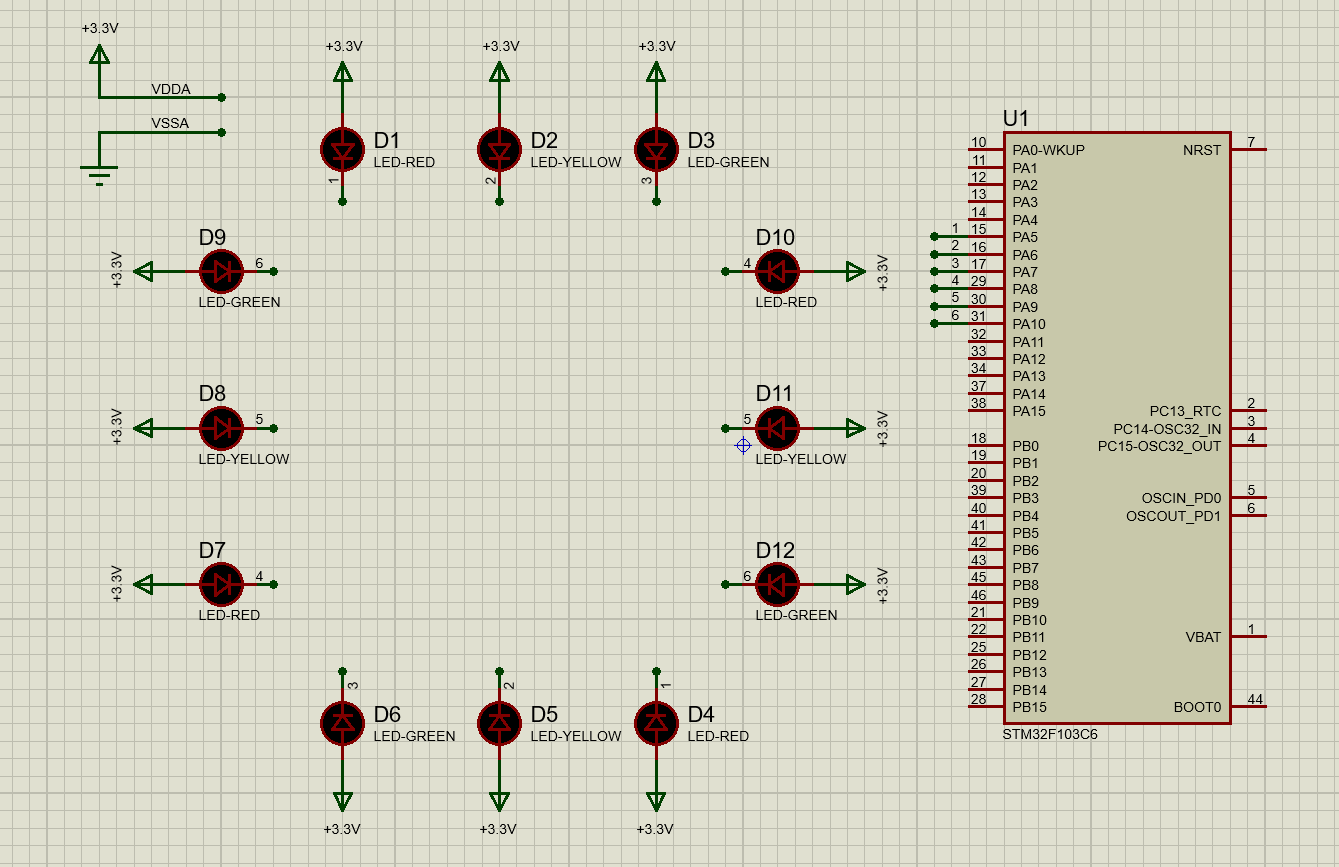 +3.3V
VDDA
VSSA
+3.3V
D1
LED-RED
1
+3.3V
D2
LED-YELLOW
2
+3.3V
D3
LED-GREEN
3
D9
+3.3V
6
LED-GREEN
D10
4
+3.3V
LED-RED
D8
+3.3V
5
LED-YELLOW
D11
5
+3.3V
LED-YELLOW
D7
+3.3V
4
LED-RED
D12
6
+3.3V
LED-GREEN
3
D6
LED-GREEN
+3.3V
2
D5
LED-YELLOW
+3.3V
1
D4
LED-RED
+3.3V
U1
10 PA0-WKUP NRST 7
11 PA1
12 PA2
13 PA3
14 PA4
1 15 PA5
2 16 PA6
3 17 PA7
4 29 PA8
5 30 PA9
6 31 PA10
32 PA11
33 PA12
34 PA13
37 PA14
38 PA15 PC13_RTC 2
PC14-OSC32_IN 3
18 PB0 PC15-OSC32_OUT 4
19 PB1
20 PB2
39 PB3 OSCIN_PD0 5
40 PB4 OSCOUT_PD1 6
41 PB5
42 PB6
43 PB7
45 PB8
46 PB9
21 PB10
22 PB11 VBAT 1
25 PB12
26 PB13
27 PB14
28 PB15 BOOT0 44
STM32F103C6